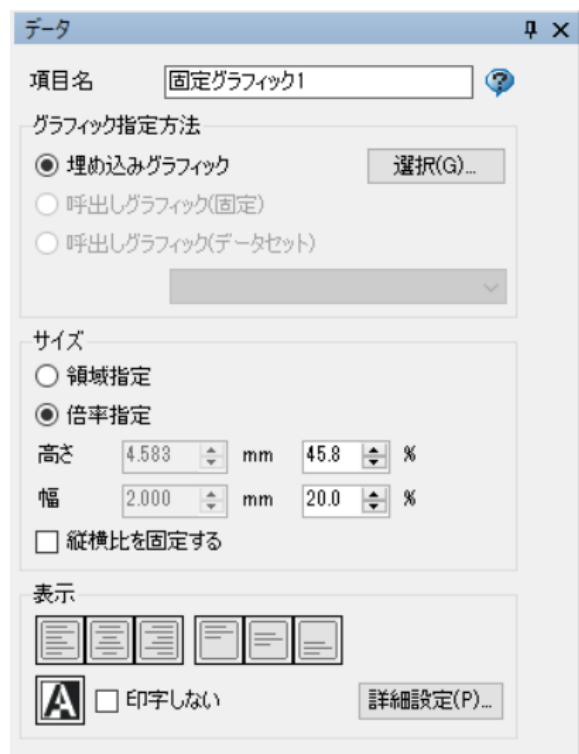 データ
項目名 固定グラフィック1
グラフィック指定方法
埋め込みグラフィック 選択(G)...
呼出しグラフィック(固定)
呼出しグラフィック(データセット)
サイズ
領域指定
倍率指定
高さ 4.583 mm 45.8 %
幅 2.000 mm 20.0 %
縦横比を固定する
表示
A 印字しない 詳細設定(P)...